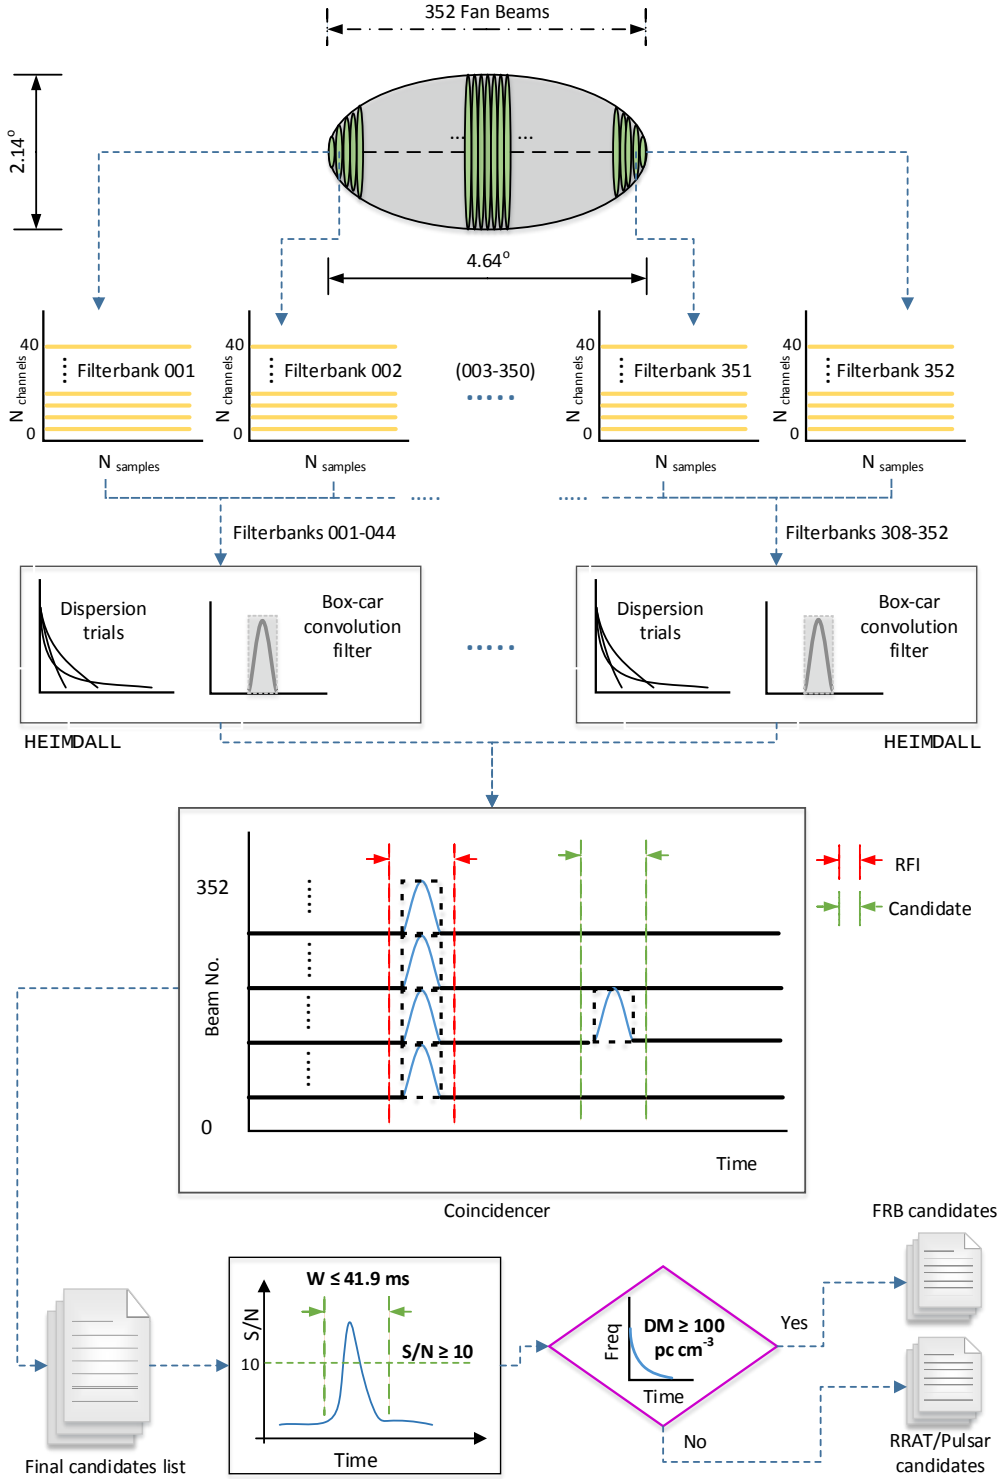 352 Fan Beams
2.14°
... ...
4.64°
40
N channels
0
Filterbank 001
N samples
40
N channels
0
Filterbank 002
N samples
(003-350)
40
N channels
0
Filterbank 351
N samples
40
N channels
0
Filterbank 352
N samples
Filterbanks 001-044
Filterbanks 308-352
Dispersion
trials
Box-car
convolution
filter
HEIMDALL
Dispersion
trials
Box-car
convolution
filter
HEIMDALL
352
Beam No.
0
Time
RFI
Candidate
Coincidencer
Final candidates list
W ≤ 41.9 ms
S/N
10
S/N ≥ 10
Time
Freq
DM ≥ 100
pc cm-3
Time
Yes
No
FRB candidates
RRAT/Pulsar
candidates